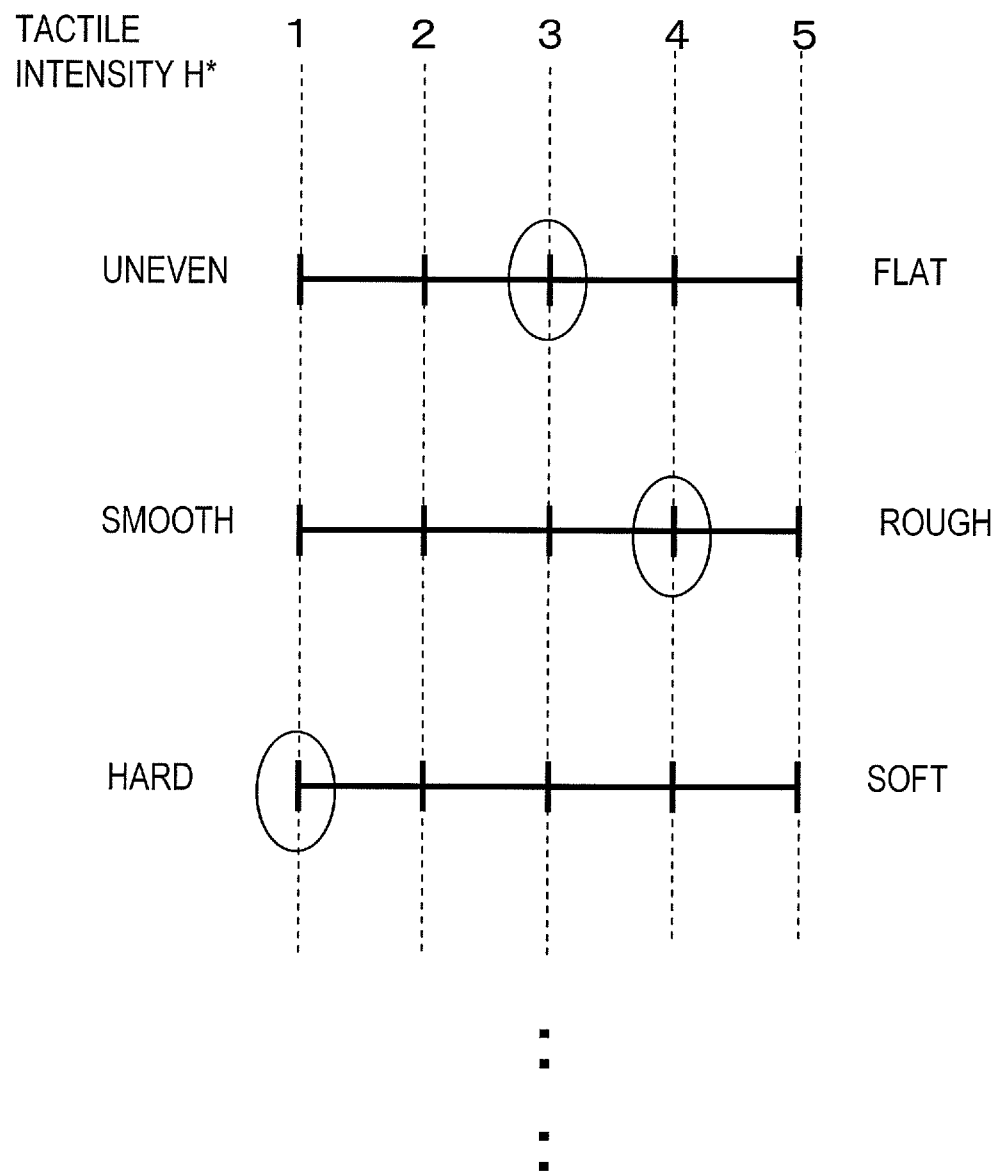 TACTILE
INTENSITY H*
1 2 3 4 5
UNEVEN FLAT
SMOOTH ROUGH
HARD SOFT